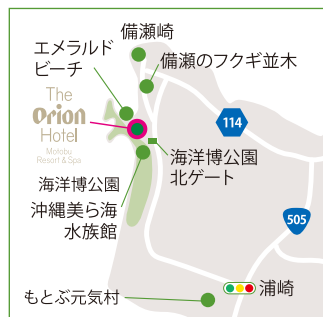 備瀬崎
エメラルド
ビーチ
備瀬のフクギ並木
The
Orion
Hotel
Motobu
Resort & Spa
114
海洋博公園
北ゲート
海洋博公園
沖縄美ら海
水族館
505
浦崎
もとぶ元気村